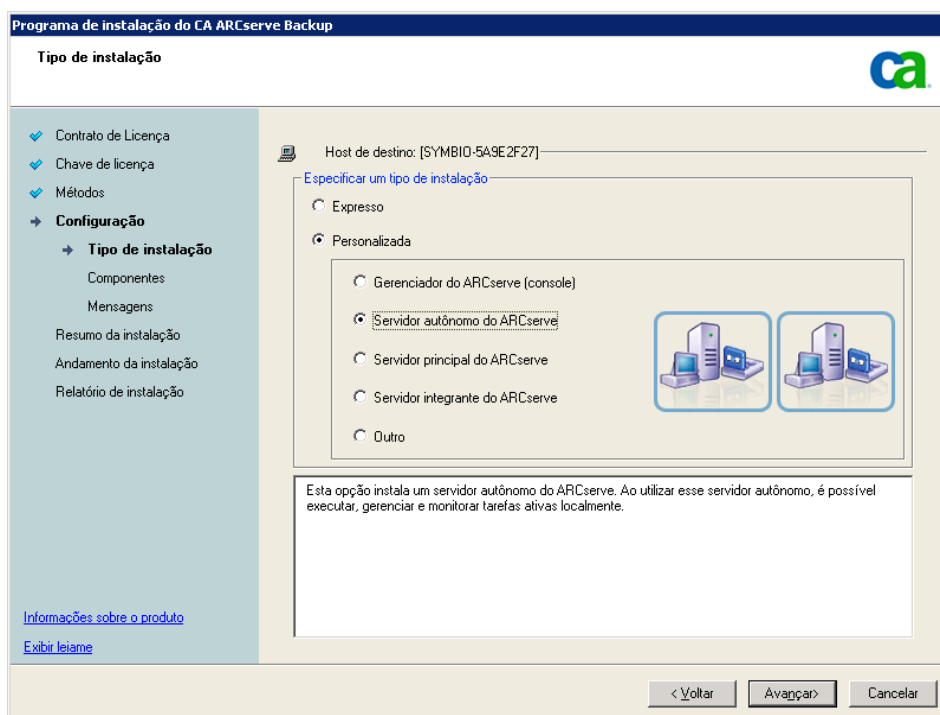 Programa de instalação do CA ARCserve Backup
Tipo de instalação
ca
Contrato de Licença
Chave de licença
Métodos
Configuração
Tipo de instalação
Componentes
Mensagens
Resumo da instalação
Andamento da instalação
Relatório de instalação
Informações sobre o produto
Exibir leiame
Host de destino: [SYMBIO-5A9E2F27]
Especificar um tipo de instalação
Expresso
Personalizada
Gerenciador do ARCserve (console)
Servidor autônomo do ARCserve
Servidor principal do ARCserve
Servidor integrante do ARCserve
Outro
Esta opção instala um servidor autônomo do ARCserve. Ao utilizar esse servidor autônomo, é possível
executar, gerenciar e monitorar tarefas ativas localmente.
< Voltar
Avançar>
Cancelar